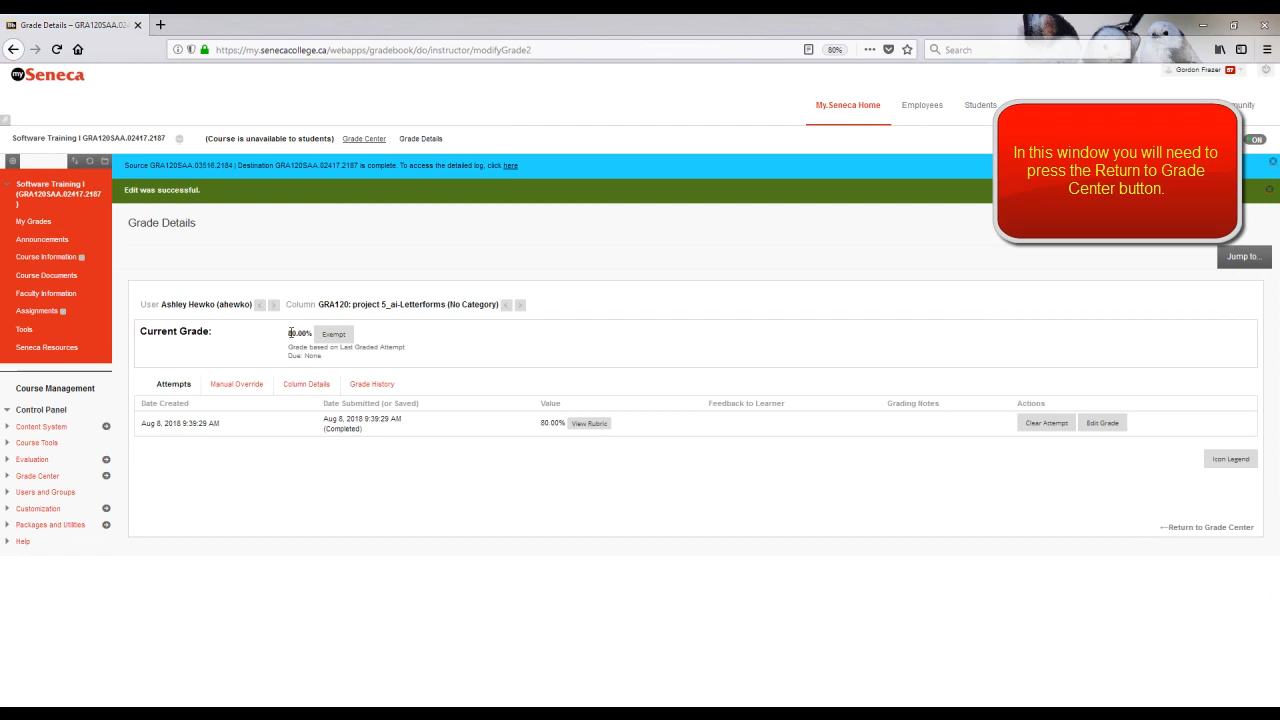 Grade Details – GRA120SAA.02
https://my.senecacollege.ca/webapps/gradebook/do/instructor/modifyGrade2
80%
Search
mySeneca
Gordon Frazer 57
My.Seneca Home
Employees
Students
In this window you will need to
press the Return to Grade
Center button.
Software Training I GRA120SAA.02417.2187
(Course is unavailable to students)
Grade Center
Grade Details
ON
Source GRA120SAA.03516.2184 | Destination GRA120SAA.02417.2187 is complete. To access the detailed log, click here
Edit was successful.
Software Training I
(GRA120SAA.02417.2187
)
My Grades
Announcements
Course Information
Course Documents
Faculty Information
Assignments
Tools
Seneca Resources
Course Management
Control Panel
Content System
Course Tools
Evaluation
Grade Center
Users and Groups
Customization
Packages and Utilities
Help
Grade Details
Jump to...
User Ashley Hewko (ahewko) < > Column GRA120: project 5_ai-Letterforms (No Category) < >
Current Grade:
80.00% Exempt
Grade based on Last Graded Attempt
Due: None
Attempts
Manual Override
Column Details
Grade History
Date Created
Date Submitted (or Saved)
Value
Feedback to Learner
Grading Notes
Actions
Aug 8, 2018 9:39:29 AM
Aug 8, 2018 9:39:29 AM
(Completed)
80.00% View Rubric
Clear Attempt
Edit Grade
Icon Legend
←Return to Grade Center